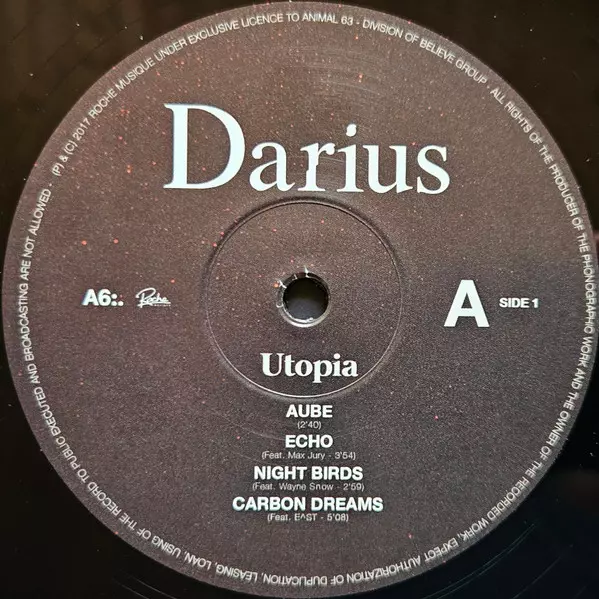 (P) & (C) 2017 ROCHE MUSIQUE UNDER EXCLUSIVE LICENCE TO ANIMAL 63 - DIVISION OF BELIEVE GROUP - ALL RIGHTS OF THE PRODUCER OF THE PHONOGRAPHIC WORK AND THE OWNER OF THE RECORDED WORK, EXPECT AUTHORIZATION OF DUPLICATION, LEASING, LOAN, USING OF THE RECORD TO PUBLIC EXECUTED AND BROADCASTING ARE NOT ALLOWED -
Darius
A6:. Roche
A SIDE 1
Utopia
AUBE
(2'40)
ECHO
(Feat. Max Jury - 3'54)
NIGHT BIRDS
(Feat. Wayne Snow - 2'59)
CARBON DREAMS
(Feat. E^ST - 5'08)